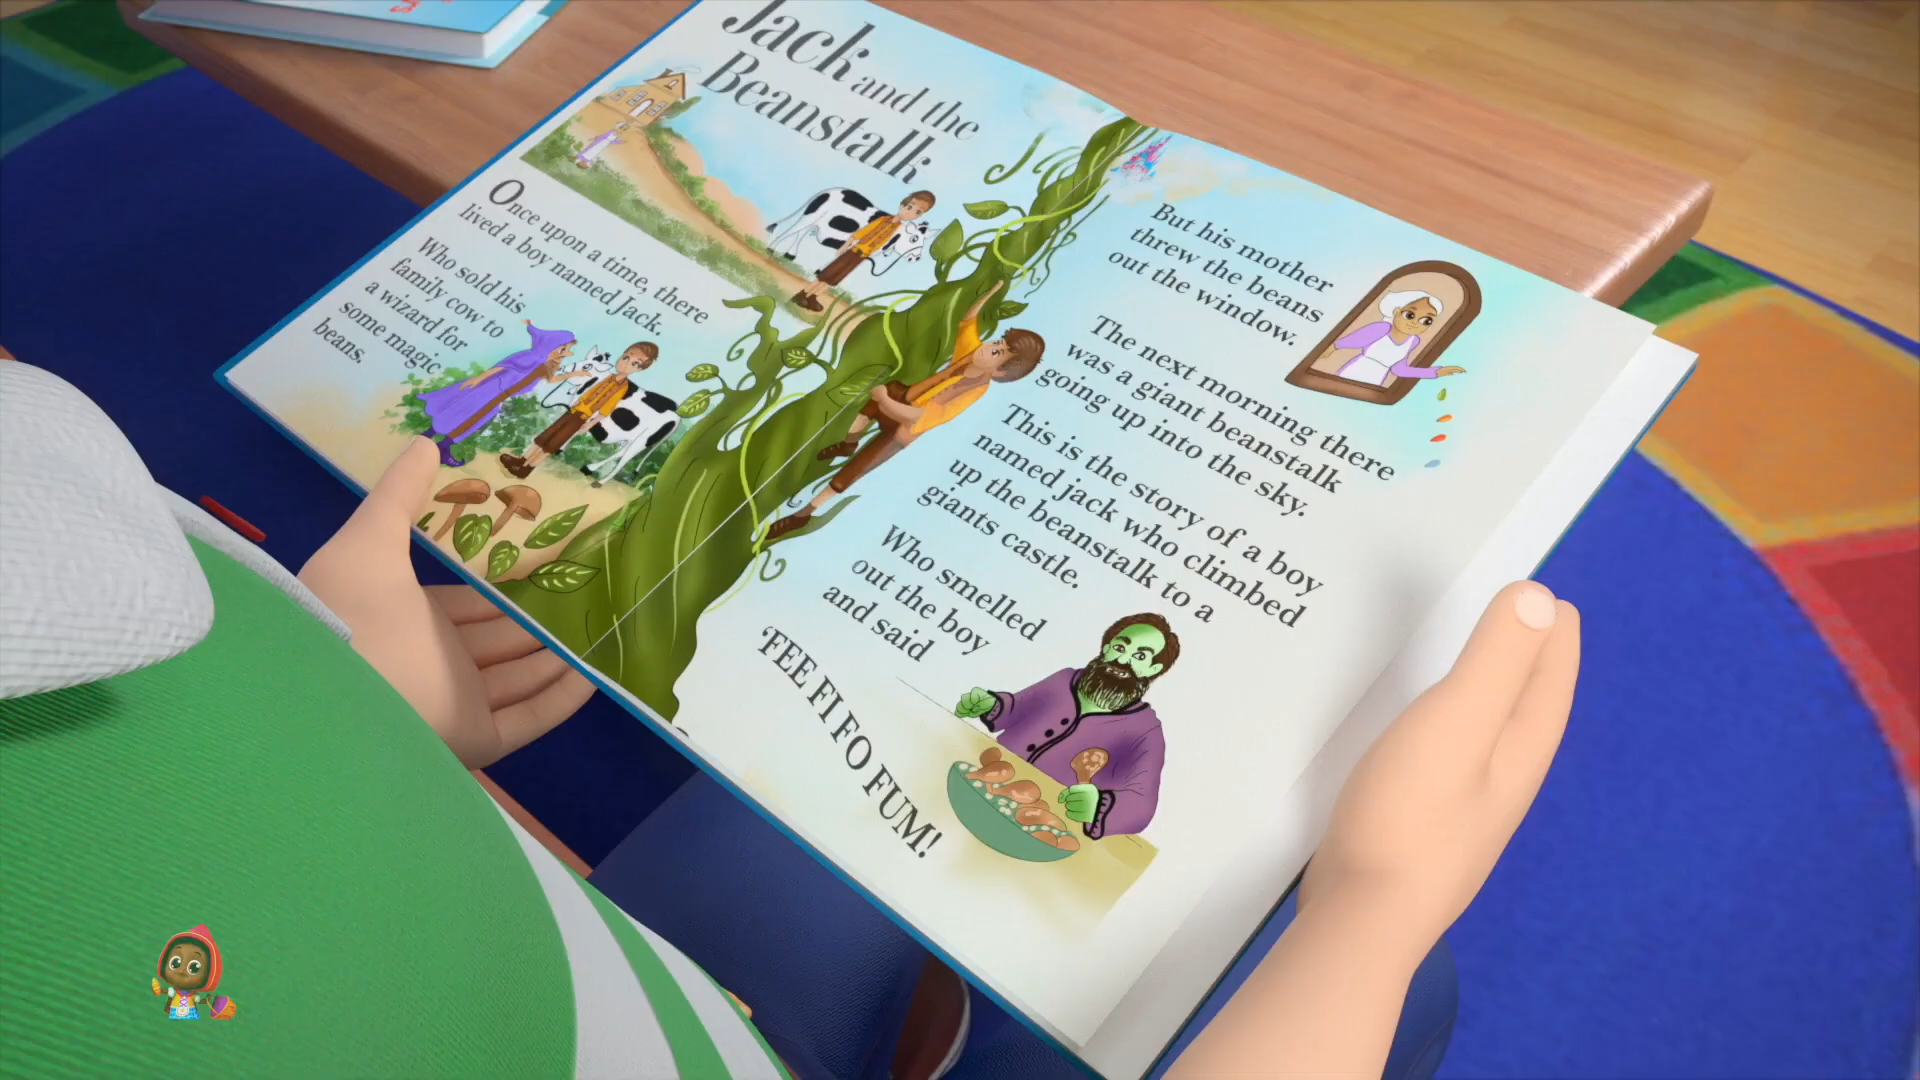 Jack and the
Beanstalk
Once upon a time, there
lived a boy named Jack.
Who sold his
family cow to
a wizard for
some magic
beans.
But his mother
threw the beans
out the window.
The next morning there
was a giant beanstalk
going up into the sky.
This is the story of a boy
named jack who climbed
up the beanstalk to a
giants castle.
Who smelled
out the boy
and said
'FEE FI FO FUM!